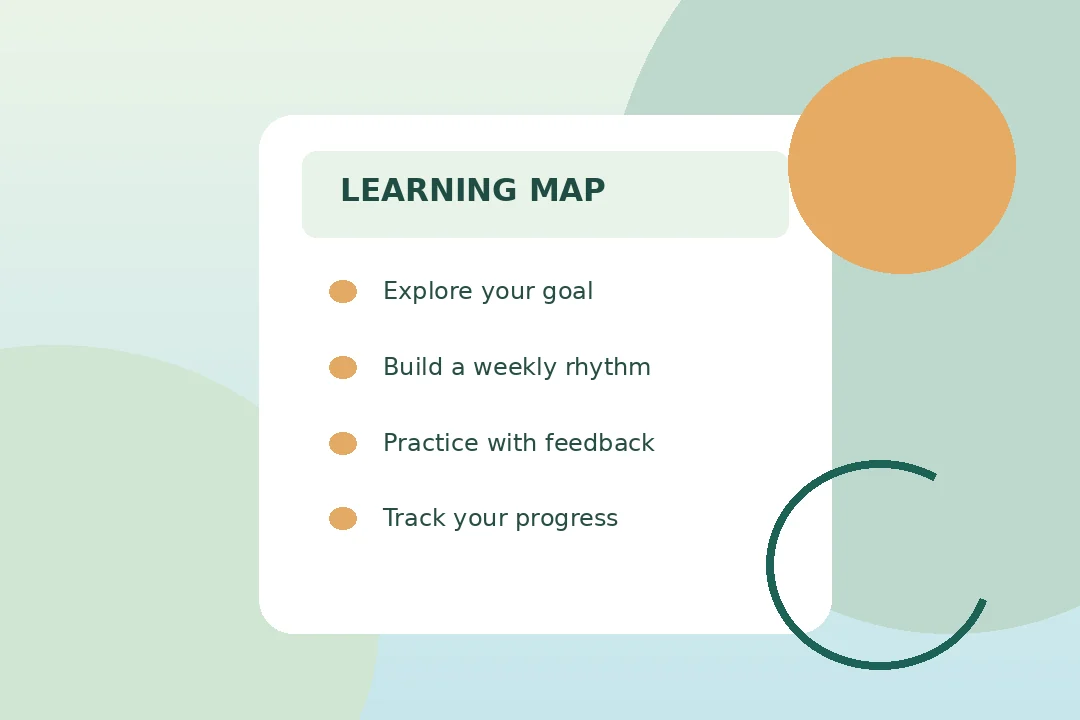 LEARNING MAP
Explore your goal
Build a weekly rhythm
Practice with feedback
Track your progress